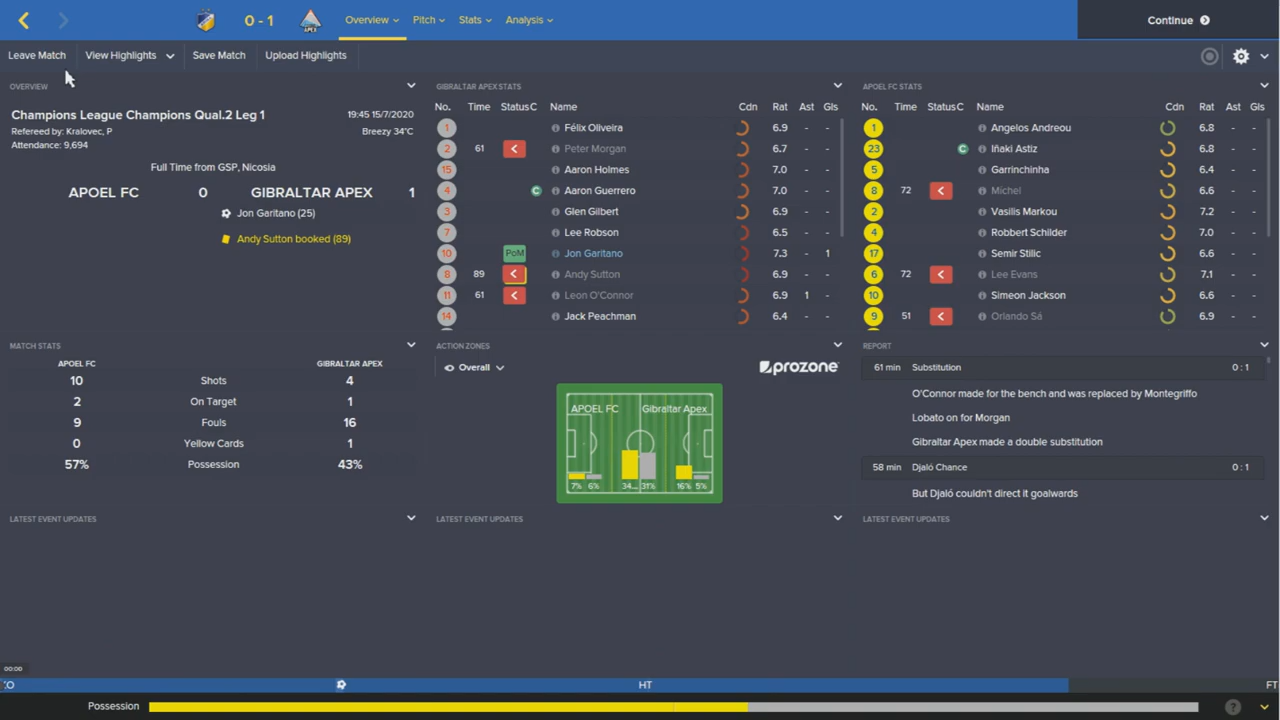 0 - 1
APEX
Overview
Pitch
Stats
Analysis
Continue
Leave Match
View Highlights
Save Match
Upload Highlights
OVERVIEW
Champions League Champions Qual.2 Leg 1
19:45 15/7/2020
Refereed by: Kralovec, P
Breezy 34°C
Attendance: 9,694
Full Time from GSP, Nicosia
APOEL FC 0 GIBRALTAR APEX 1
Jon Garitano (25)
Andy Sutton booked (89)
GIBRALTAR APEX STATS
No. Time Status C Name Cdn Rat Ast Gls
1 Félix Oliveira 6.9 - -
2 61 Peter Morgan 6.7 - -
15 Aaron Holmes 7.0 - -
4 C Aaron Guerrero 7.0 - -
3 Glen Gilbert 6.9 - -
7 Lee Robson 6.5 - -
10 PoM Jon Garitano 7.3 - 1
8 89 Andy Sutton 6.9 - -
11 61 Leon O'Connor 6.9 1 -
14 Jack Peachman 6.4 - -
APOEL FC STATS
No. Time Status C Name Cdn Rat Ast Gls
1 Angelos Andreou 6.8 - -
23 C Iñaki Astiz 6.8 - -
5 Garrinchinha 6.4 - -
8 72 Michel 6.6 - -
2 Vasilis Markou 7.2 - -
4 Robbert Schilder 7.0 - -
17 Semir Stilic 6.6 - -
6 72 Lee Evans 7.1 - -
10 Simeon Jackson 6.6 - -
9 51 Orlando Sá 6.9 - -
MATCH STATS
APOEL FC GIBRALTAR APEX
10 Shots 4
2 On Target 1
9 Fouls 16
0 Yellow Cards 1
57% Possession 43%
ACTION ZONES
Overall
prozone
APOEL FC Gibraltar Apex
7% 6% 34... 31% 16% 5%
REPORT
61 min Substitution 0 : 1
O'Connor made for the bench and was replaced by Montegriffo
Lobato on for Morgan
Gibraltar Apex made a double substitution
58 min Djaló Chance 0 : 1
But Djaló couldn't direct it goalwards
LATEST EVENT UPDATES
LATEST EVENT UPDATES
LATEST EVENT UPDATES
00:00
KO HT FT
Possession